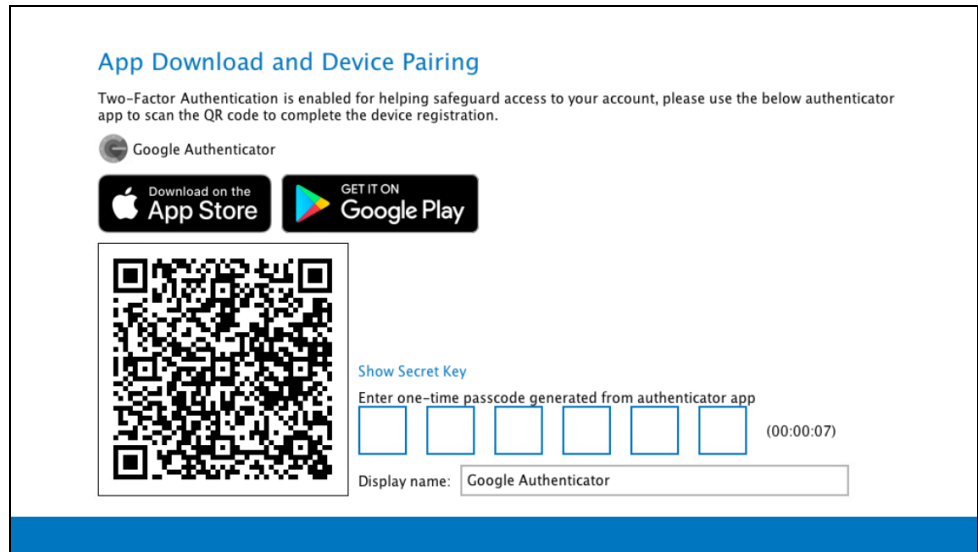 App Download and Device Pairing
Two-Factor Authentication is enabled for helping safeguard access to your account, please use the below authenticator
app to scan the QR code to complete the device registration.
Google Authenticator
Download on the
App Store
GET IT ON
Google Play
Show Secret Key
Enter one-time passcode generated from authenticator app
(00:00:07)
Display name: Google Authenticator